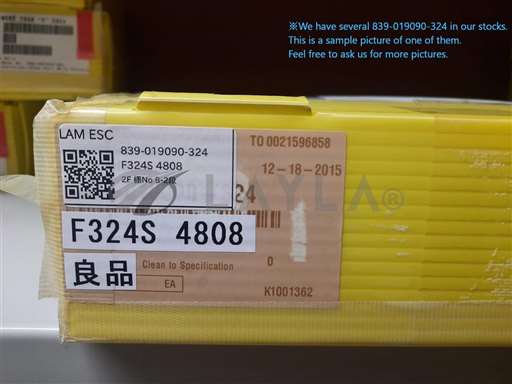 ※We have several 839-019090-324 in our stocks.
This is a sample picture of one of them.
Feel free to ask us for more pictures.
LAM ESC
839-019090-324
F324S 4808
2F 棚No.8-2段
TO 0021596858
12-18-2015
24
LAYLA
F324S 4808
良品
Clean to Specification
0
EA
K1001362